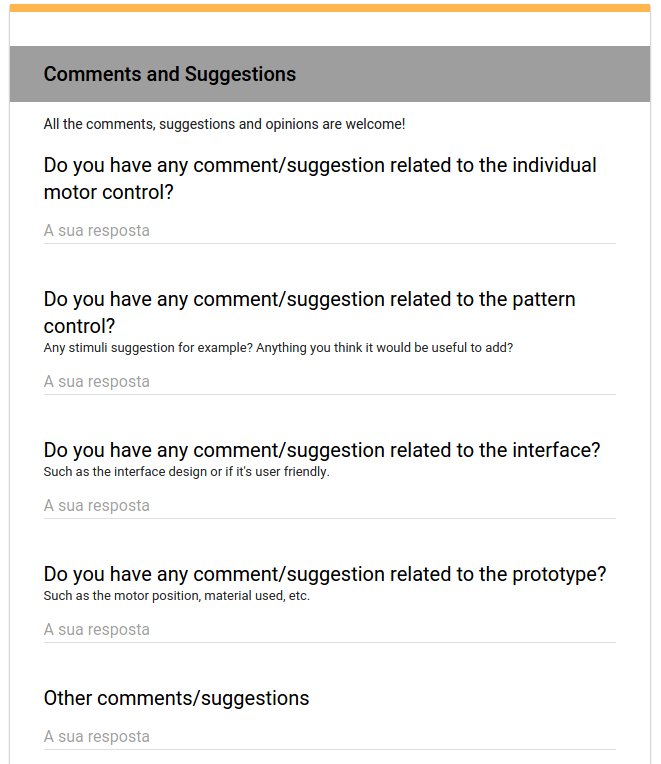 Comments and Suggestions
All the comments, suggestions and opinions are welcome!
Do you have any comment/suggestion related to the individual
motor control?
A sua resposta
Do you have any comment/suggestion related to the pattern
control?
Any stimuli suggestion for example? Anything you think it would be useful to add?
A sua resposta
Do you have any comment/suggestion related to the interface?
Such as the interface design or if it's user friendly.
A sua resposta
Do you have any comment/suggestion related to the prototype?
Such as the motor position, material used, etc.
A sua resposta
Other comments/suggestions
A sua resposta